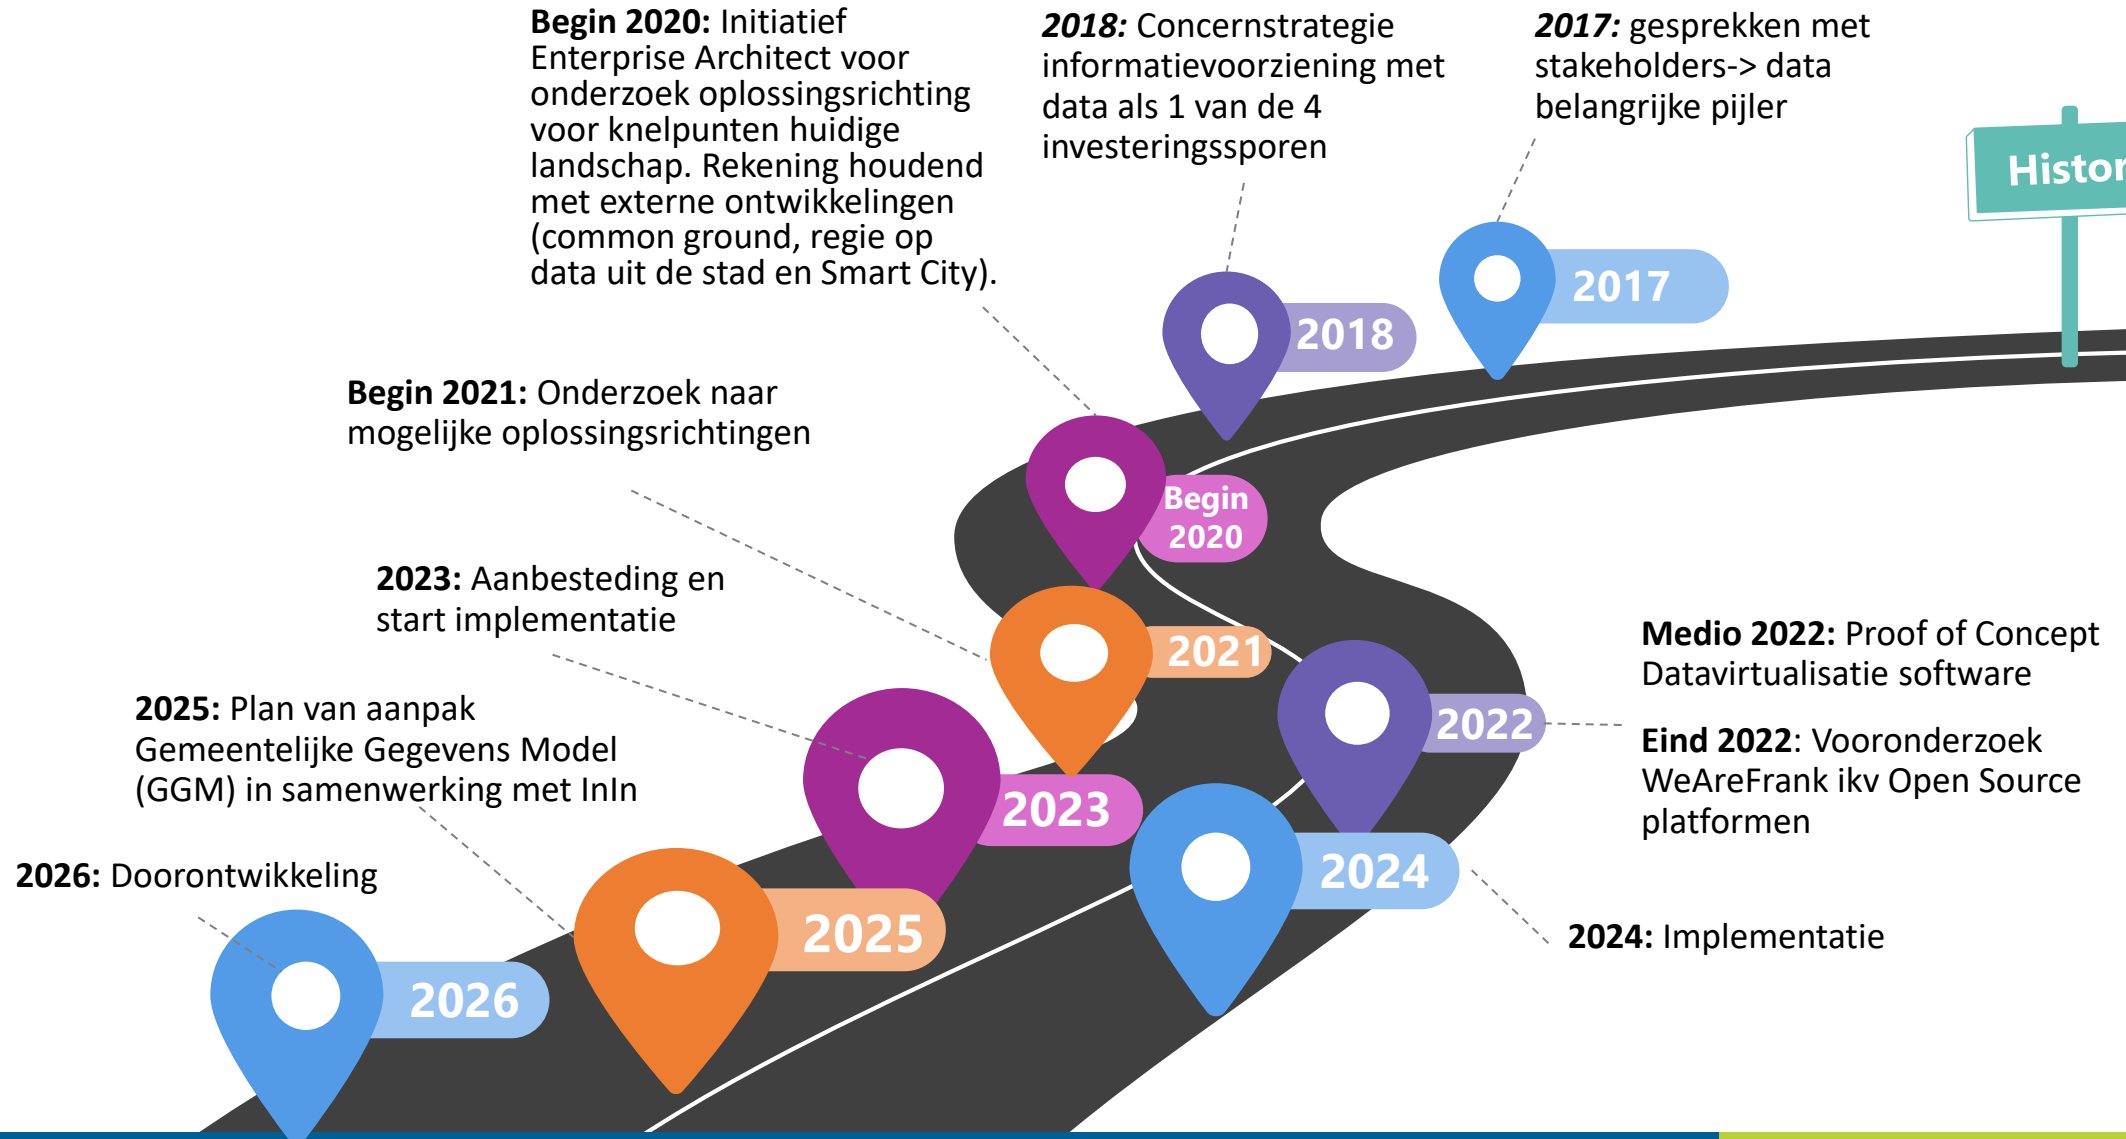 Begin 2020: Initiatief
Enterprise Architect voor
onderzoek oplossingsrichting
voor knelpunten huidige
landschap. Rekening houdend
met externe ontwikkelingen
(common ground, regie op
data uit de stad en Smart City).
2018: Concernstrategie
informatievoorziening met
data als 1 van de 4
investeringssporen
2017: gesprekken met
stakeholders-> data
belangrijke pijler
Histor
2017
2018
Begin 2021: Onderzoek naar
mogelijke oplossingsrichtingen
Begin
2020
2023: Aanbesteding en
start implementatie
2021
Medio 2022: Proof of Concept
Datavirtualisatie software
Eind 2022: Vooronderzoek
WeAreFrank ikv Open Source
platformen
2022
2025: Plan van aanpak
Gemeentelijke Gegevens Model
(GGM) in samenwerking met InIn
2023
2024
2024: Implementatie
2026: Doorontwikkeling
2025
2026